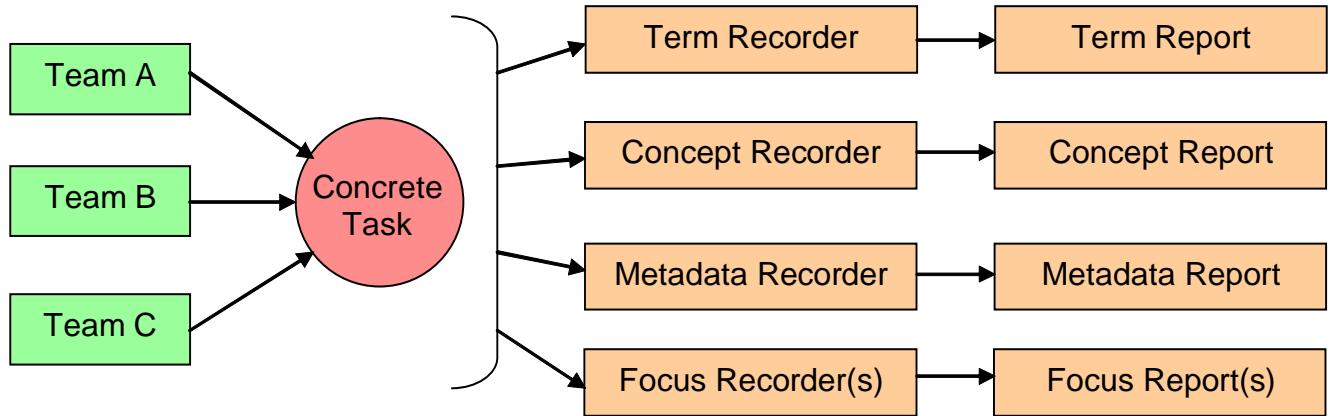 Term Recorder
Term Report
Team A
Concept Recorder
Concept Report
Team B
Concrete
Task
Metadata Recorder
Metadata Report
Team C
Focus Recorder(s)
Focus Report(s)